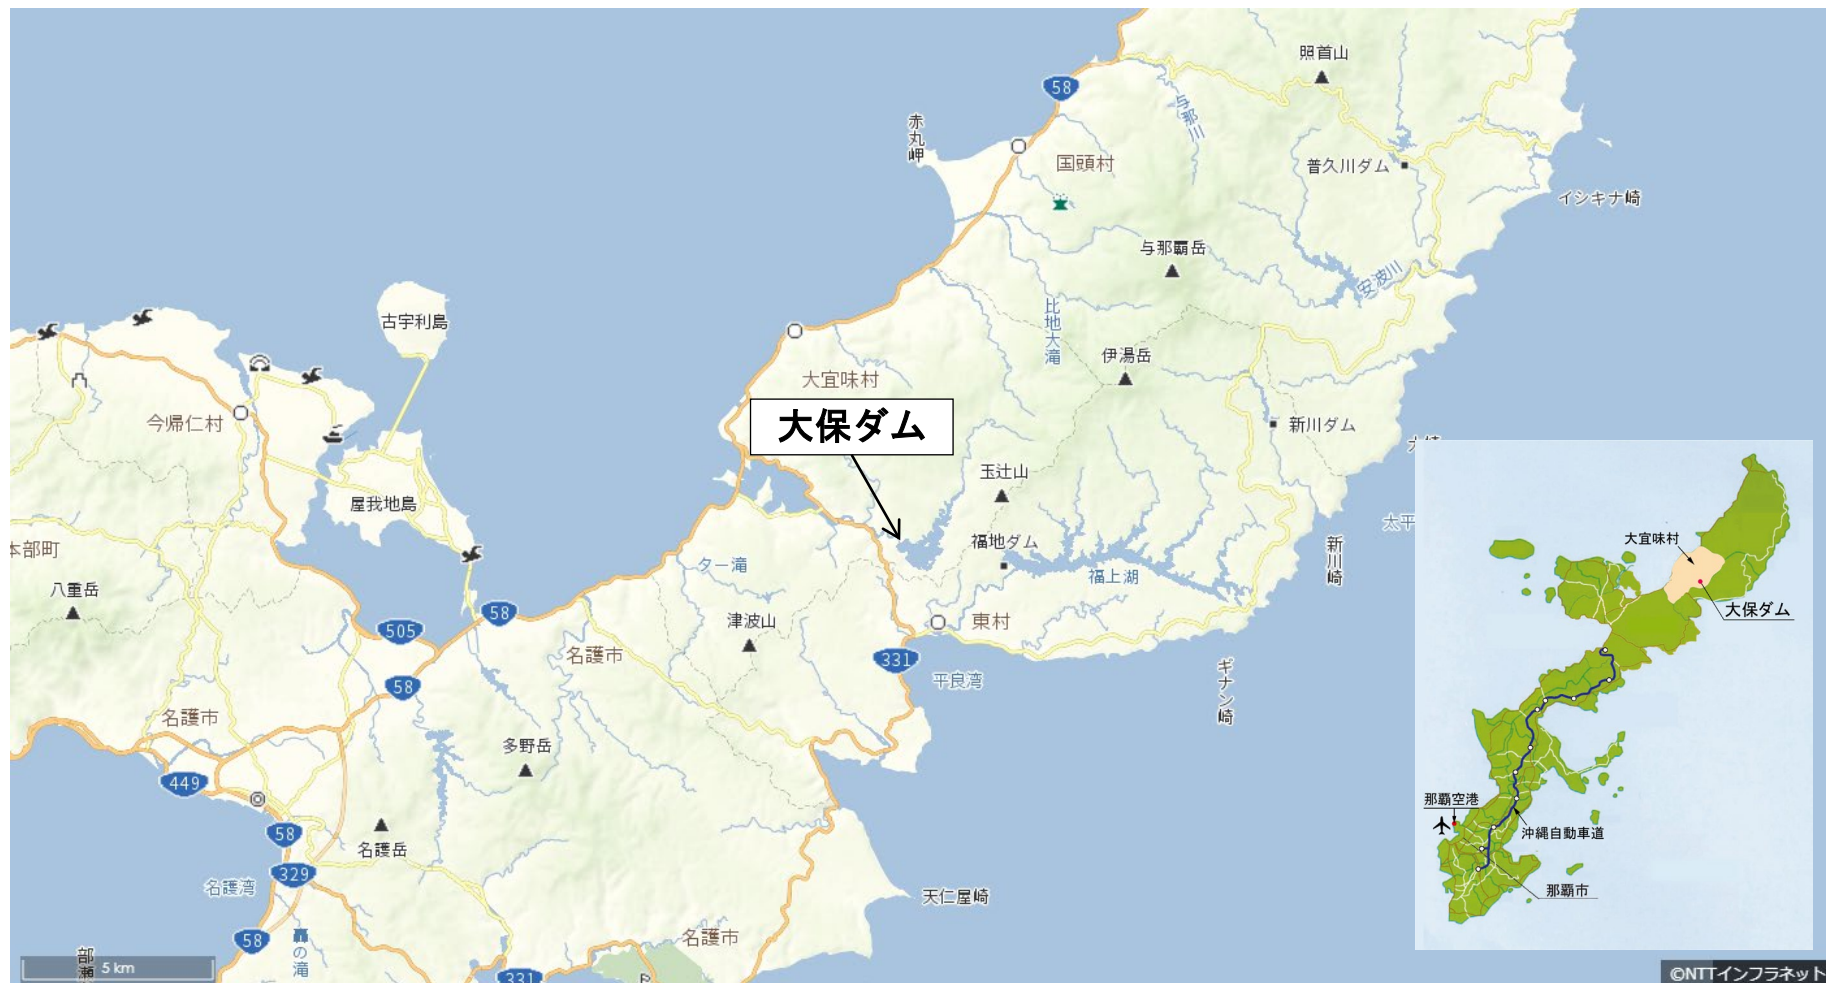 照首山
58
与那川
赤丸岬
国頭村
普久川ダム
イシキナ崎
与那覇岳
安波川
比地大滝
古宇利島
伊湯岳
大宜味村
今帰仁村
大保ダム
新川ダム
玉辻山
屋我地島
太平
新川崎
本部町
福地ダム
ター滝
福上湖
八重岳
58
505
津波山
東村
名護市
331
平良湾
58
ギナン崎
名護市
多野岳
449
58
名護岳
329
名護湾
天仁屋崎
58
轟の滝
名護市
部瀬
5 km
331
大宜味村
大保ダム
那覇空港
沖縄自動車道
那覇市
©NTTインフラネット